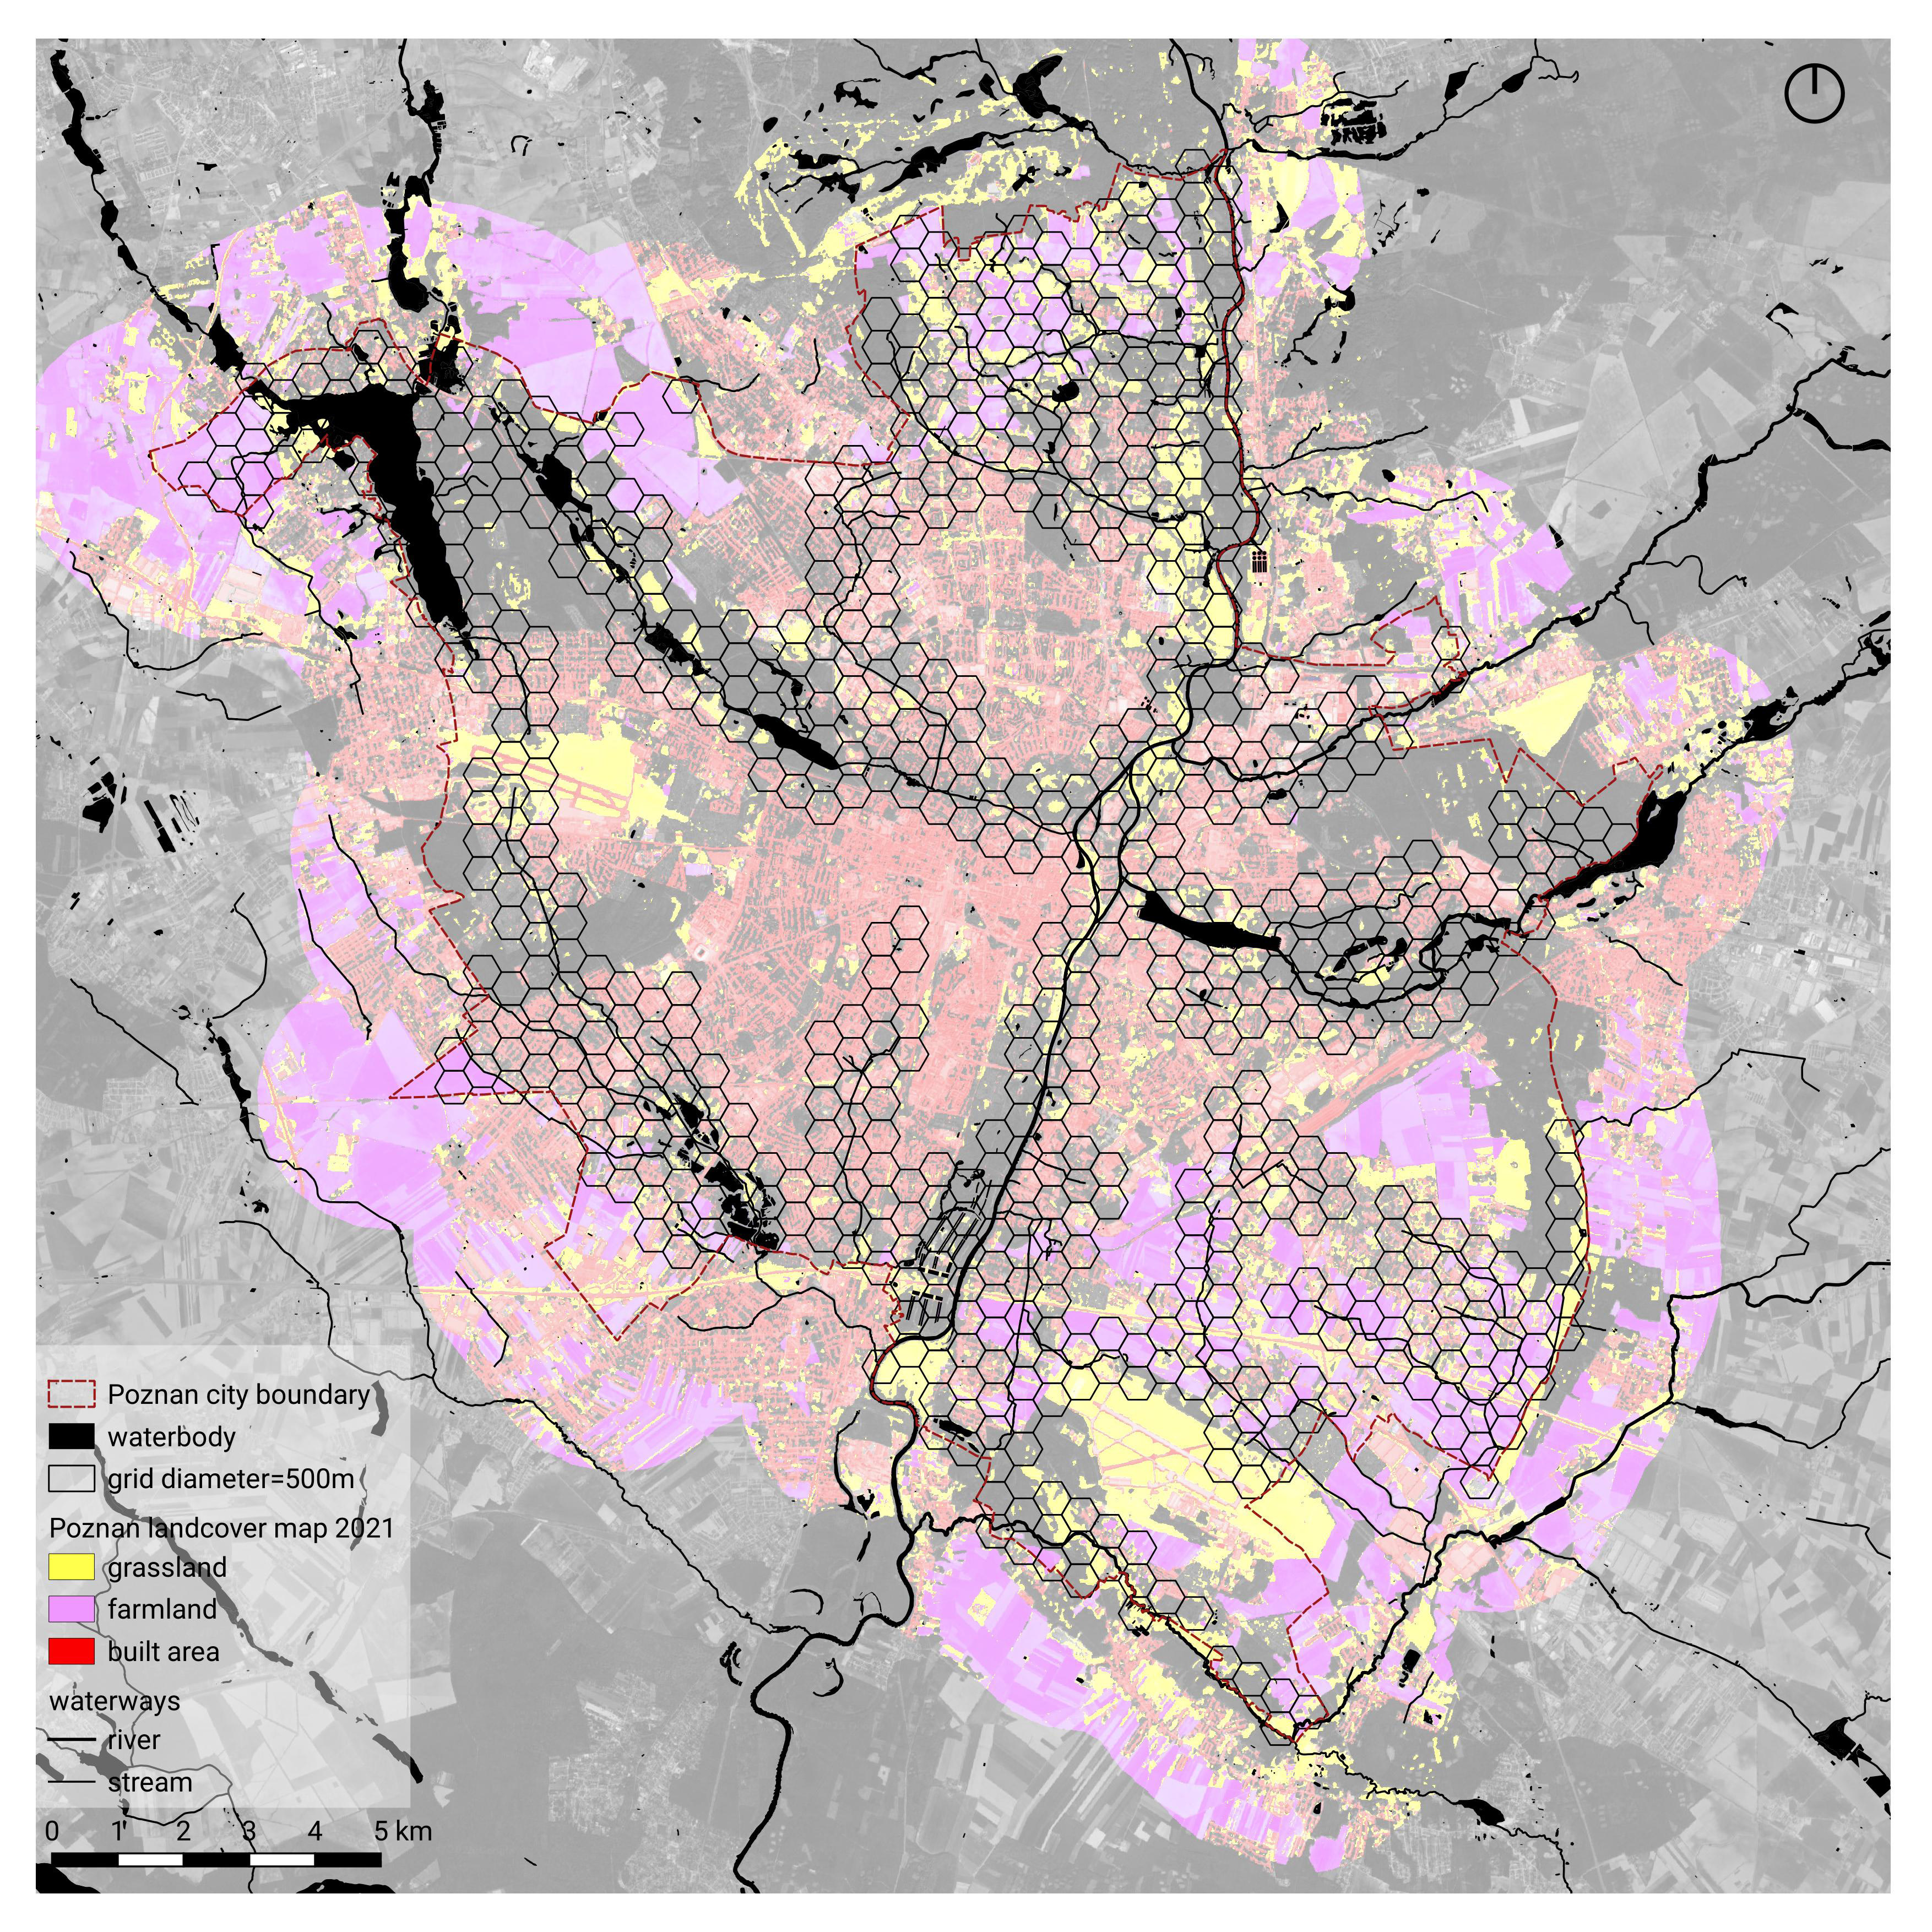 Poznan city boundary
waterbody
grid diameter=500m
Poznan landcover map 2021
grassland
farmland
built area
waterways
river
stream
0 1 2 3 4 5 km